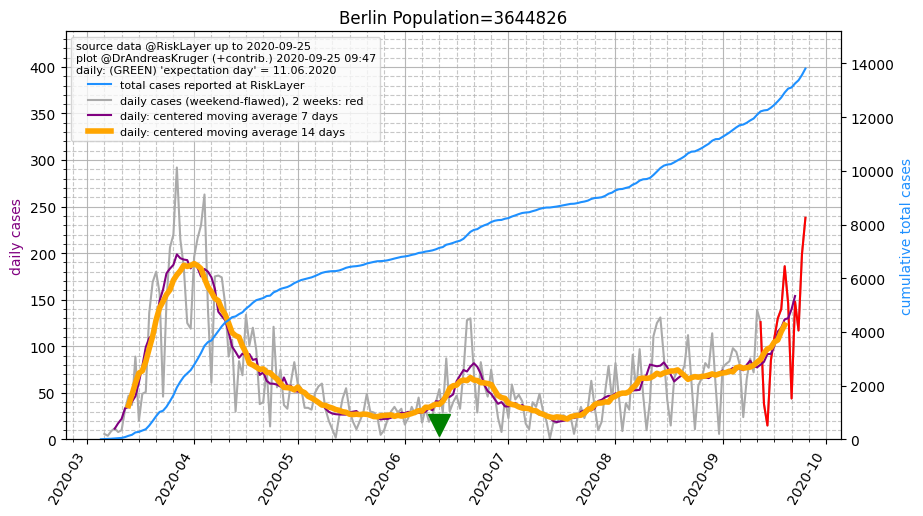 Berlin Population=3644826
source data @RiskLayer up to 2020-09-25
plot @DrAndreasKruger (+contrib.) 2020-09-25 09:47
daily: (GREEN) 'expectation day' = 11.06.2020
total cases reported at RiskLayer
daily cases (weekend-flawed), 2 weeks: red
daily: centered moving average 7 days
daily: centered moving average 14 days
daily cases
400
350
300
250
200
150
100
50
0
14000
12000
10000
8000
6000
4000
2000
0
cumulative total cases
2020-03
2020-04
2020-05
2020-06
2020-07
2020-08
2020-09
2020-10